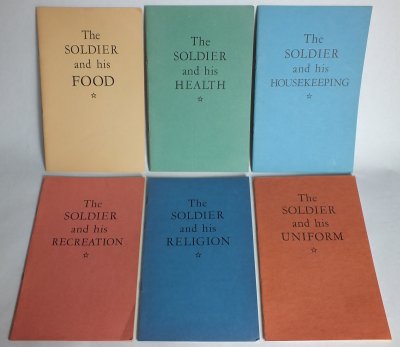 The
SOLDIER
and his
FOOD
☆
The
SOLDIER
and his
HEALTH
☆
The
SOLDIER
and his
HOUSEKEEPING
☆
The
SOLDIER
and his
RECREATION
☆
The
SOLDIER
and his
RELIGION
☆
The
SOLDIER
and his
UNIFORM
☆